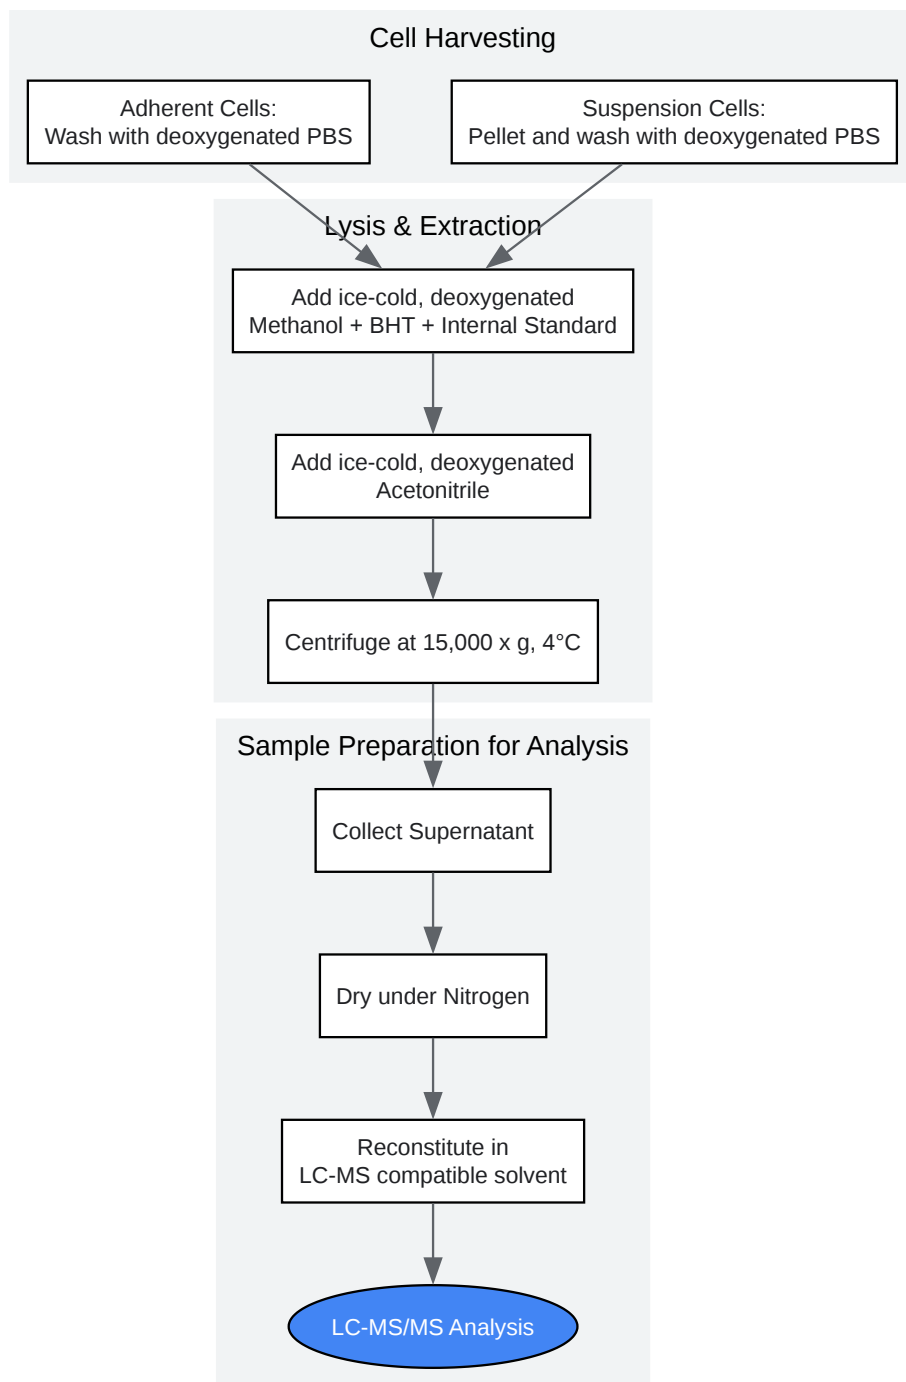 Cell Harvesting
Adherent Cells:
Wash with deoxygenated PBS
Suspension Cells:
Pellet and wash with deoxygenated PBS
Lysis & Extraction
Add ice-cold, deoxygenated
Methanol + BHT + Internal Standard
Add ice-cold, deoxygenated
Acetonitrile
Centrifuge at 15,000 x g, 4°C
Sample Preparation for Analysis
Collect Supernatant
Dry under Nitrogen
Reconstitute in
LC-MS compatible solvent
LC-MS/MS Analysis